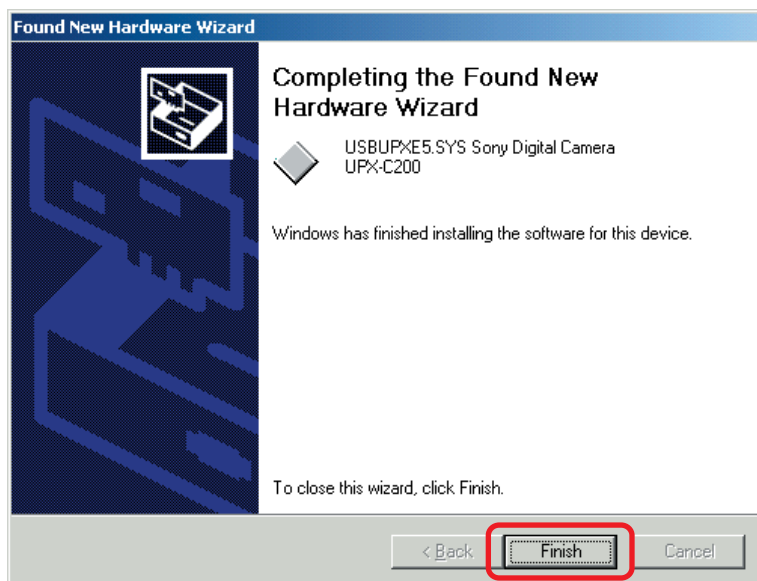 Found New Hardware Wizard
Completing the Found New
Hardware Wizard
USBUPXE5.SYS Sony Digital Camera
UPX-C200
Windows has finished installing the software for this device.
To close this wizard, click Finish.
< Back Finish Cancel